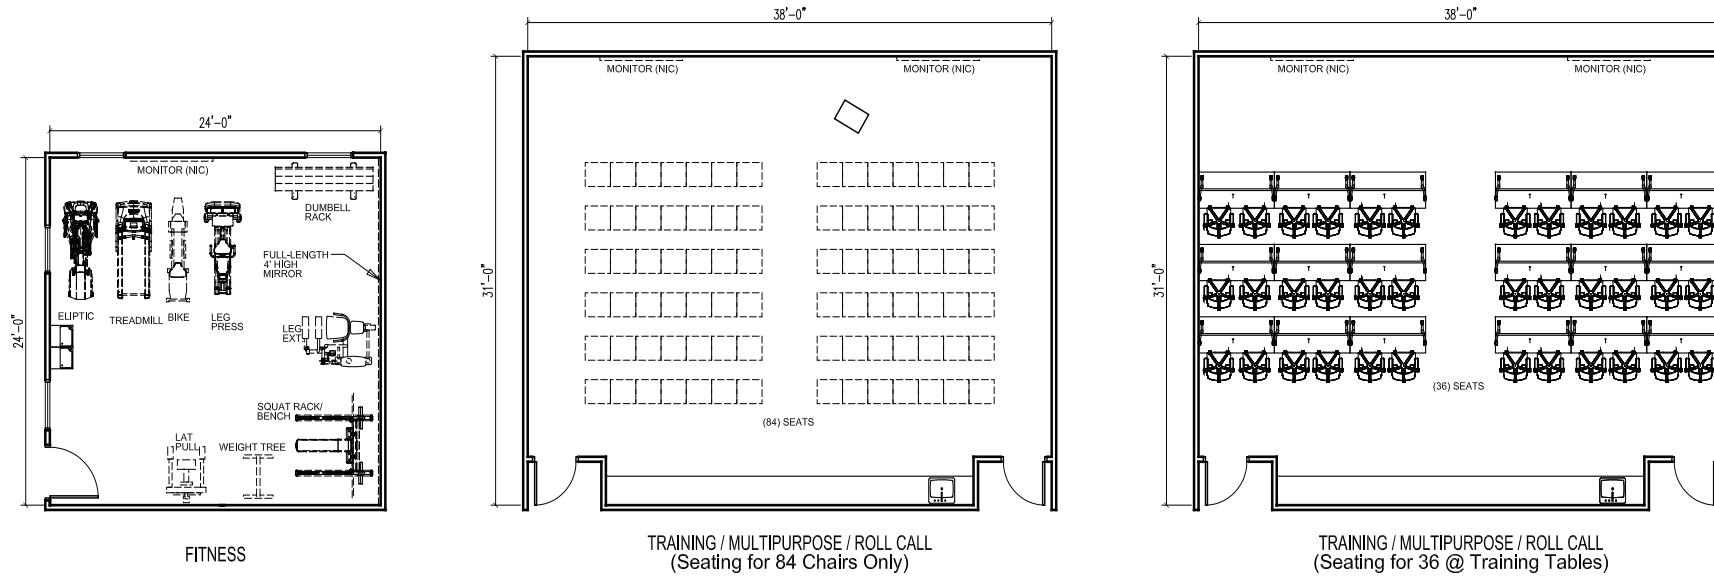 24'-0"
24'-0"
MONITOR (NIC)
DUMBELL
RACK
FULL-LENGTH
4' HIGH
MIRROR
ELIPTIC
TREADMILL
BIKE
LEG
PRESS
LEG
EXT.
SQUAT RACK/
BENCH
LAT
PULL
WEIGHT TREE
FITNESS
38'-0"
31'-0"
MONITOR (NIC)
MONITOR (NIC)
(84) SEATS
TRAINING / MULTIPURPOSE / ROLL CALL
(Seating for 84 Chairs Only)
38'-0"
31'-0"
MONITOR (NIC)
MONITOR (NIC)
(36) SEATS
TRAINING / MULTIPURPOSE / ROLL CALL
(Seating for 36 @ Training Tables)